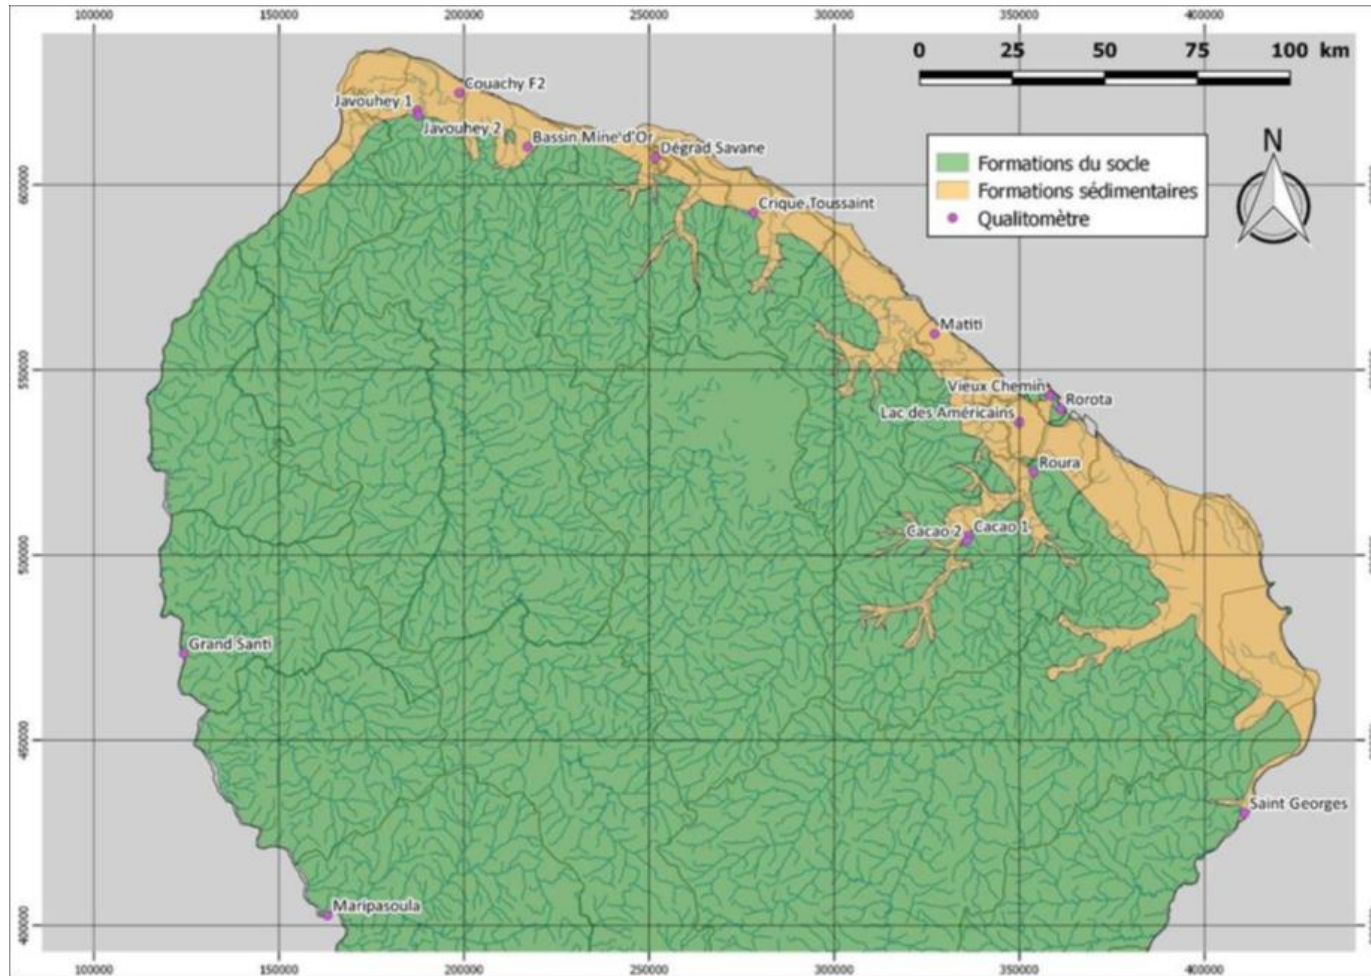 100000 150000 200000 250000 300000 350000 400000
0 25 50 75 100 km
Couachy F2
Javouhey 1
Javouhey 2
Bassin Mine d'Or
Dégrad Savane
N
Formations du socle
Formations sédimentaires
Qualitomètre
600000
Crique Toussaint
Matiti
550000
Vieux Chemin
Rorota
Lac des Américains
Roura
Cacao 2
Cacao 1
500000
Grand Santi
450000
Saint Georges
Maripasoula
400000
100000 150000 200000 250000 300000 350000 400000